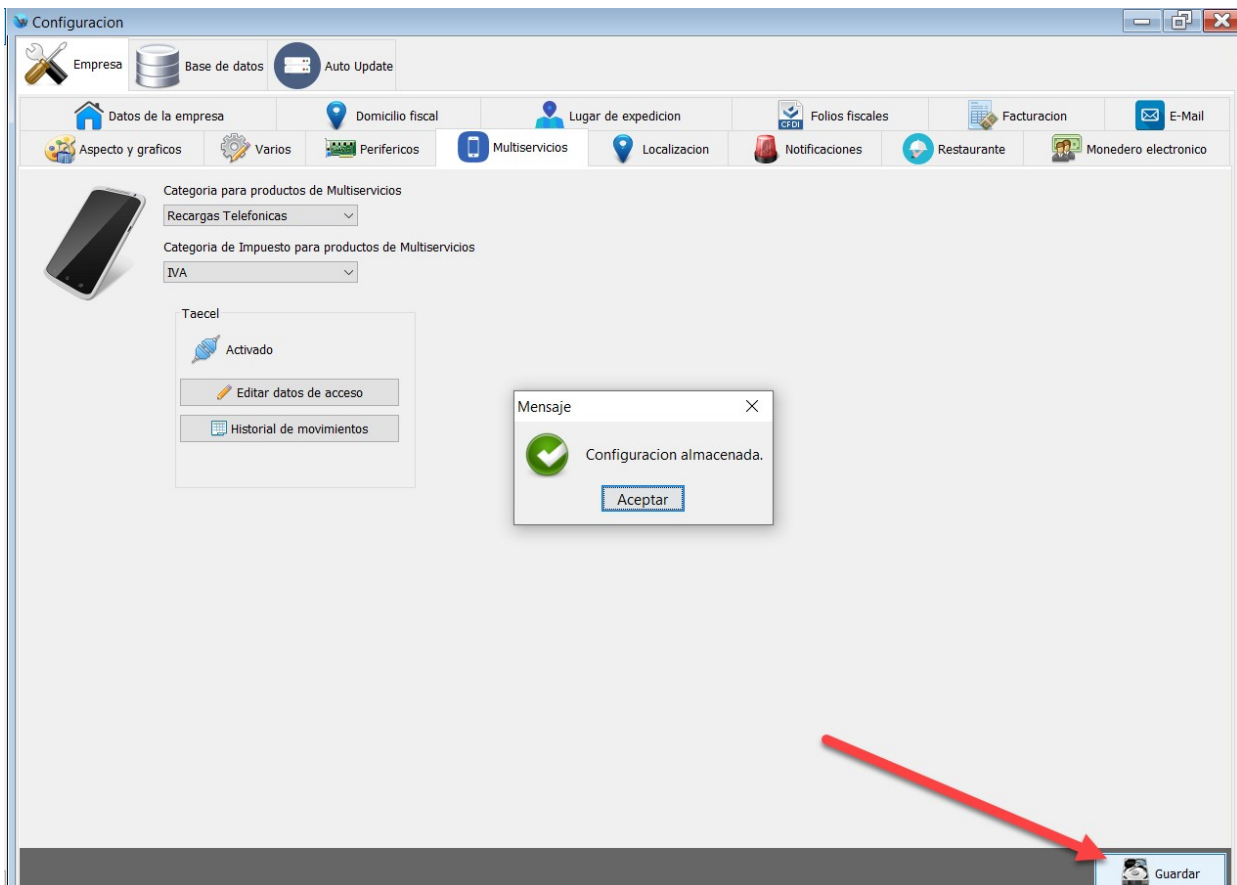 Configuracion
Empresa
Base de datos
Auto Update
Datos de la empresa
Domicilio fiscal
Lugar de expedicion
CFDI
Folios fiscales
Facturacion
E-Mail
Aspecto y graficos
Varios
Perifericos
Multiservicios
Localizacion
Notificaciones
Restaurante
Monedero electronico
Categoria para productos de Multiservicios
Recargas Telefonicas
Categoria de Impuesto para productos de Multiservicios
IVA
Taecel
Activado
Editar datos de acceso
Historial de movimientos
Mensaje
Configuracion almacenada.
Aceptar
Guardar